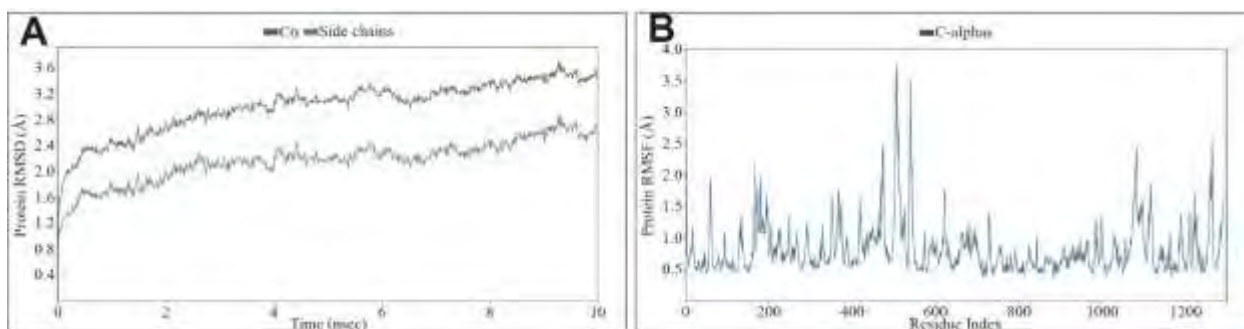 A
Cα Side chains
Protein RMSD (Å)
3.6
3.2
2.8
2.4
2.0
1.6
1.2
0.8
0.4
0 2 4 6 8 10
Time (nsec)
B
C-alphas
Protein RMSF (Å)
4.0
3.5
3.0
2.5
2.0
1.5
1.0
0.5
0 200 400 600 800 1000 1200
Residue Index